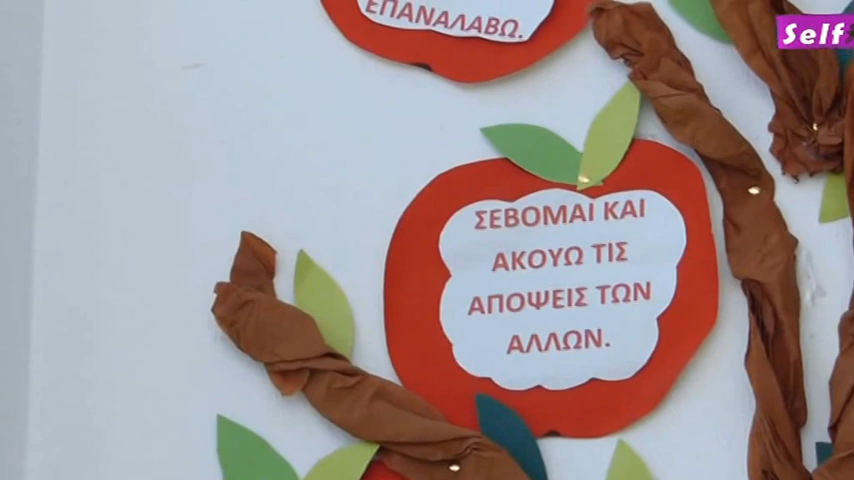 ΕΠΑΝΑΛΑΒΩ.
Self
ΣΕΒΟΜΑΙ ΚΑΙ
ΑΚΟΥΩ ΤΙΣ
ΑΠΟΨΕΙΣ ΤΩΝ
ΑΛΛΩΝ.